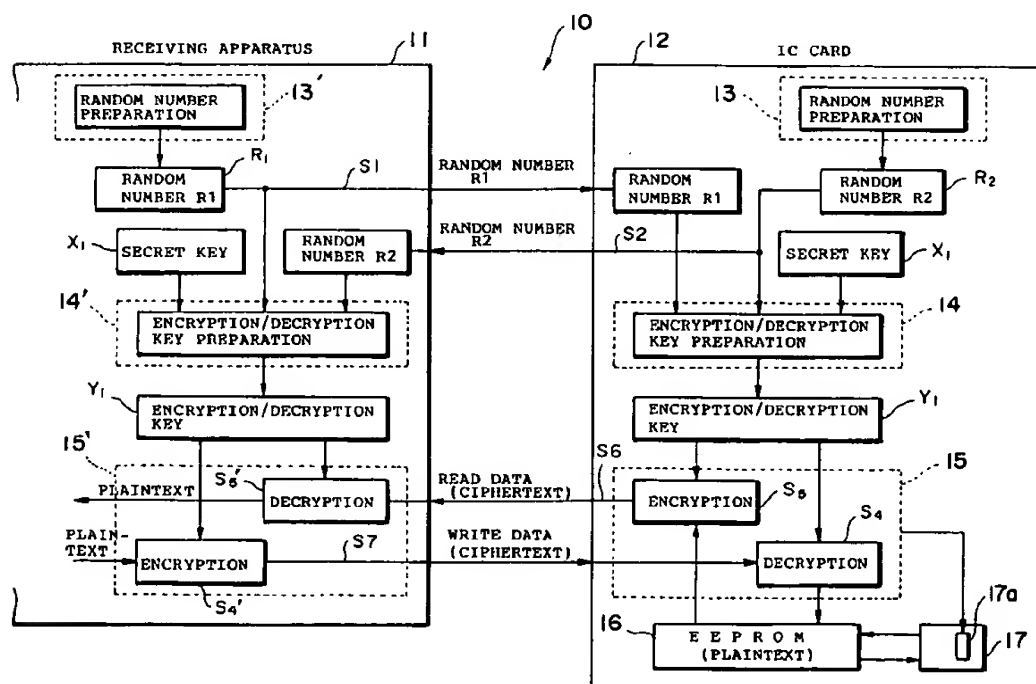 10
RECEIVING APPARATUS
11
12
IC CARD
13'
RANDOM NUMBER
PREPARATION
13
RANDOM NUMBER
PREPARATION
R1
RANDOM
NUMBER R1
S1
RANDOM NUMBER
R1
RANDOM
NUMBER R1
RANDOM
NUMBER R2
R2
X1
SECRET KEY
RANDOM
NUMBER R2
RANDOM NUMBER
R2
S2
SECRET KEY
X1
14'
ENCRYPTION/DECRYPTION
KEY PREPARATION
ENCRYPTION/DECRYPTION
KEY PREPARATION
14
Y1
ENCRYPTION/DECRYPTION
KEY
ENCRYPTION/DECRYPTION
KEY
Y1
15'
S5'
PLAINTEXT
DECRYPTION
READ DATA
(CIPHERTEXT)
S6
ENCRYPTION
S5
15
PLAIN-
TEXT
ENCRYPTION
S4'
S7
WRITE DATA
(CIPHERTEXT)
S4
DECRYPTION
16
EEPROM
(PLAINTEXT)
17a
17